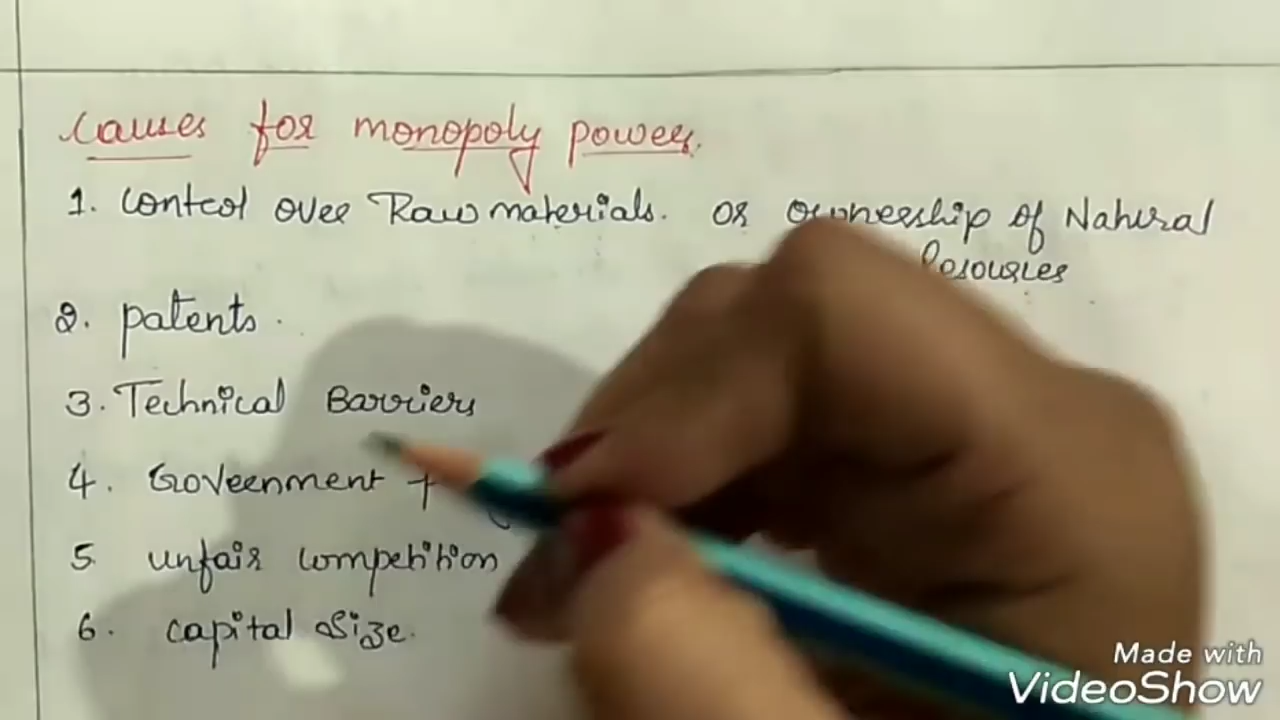 Causes for monopoly power.
1. Control over Raw materials. or Ownership of Natural
Resources
2. patents.
3. Technical Barriers
4. Government
5 unfair competition
6. capital Size.
Made with
VideoShow